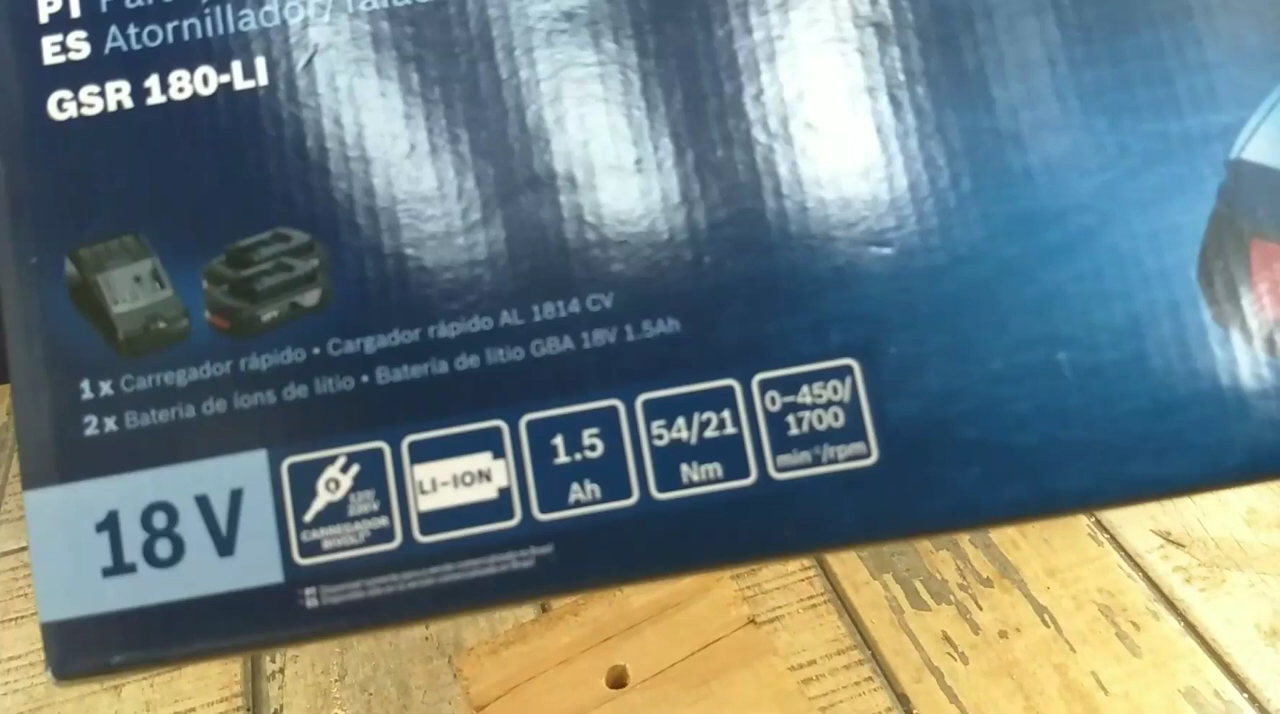 PT
ES Atornillador/
GSR 180-LI
1 x Carregador rápido • Cargador rápido AL 1814 CV
2 x Bateria de íons de lítio • Batería de litio GBA 18V 1.5Ah
18 V
CARREGADOR
BIVOLT
LI-ION
1.5
Ah
54/21
Nm
0-450/
1700
min⁻¹/rpm